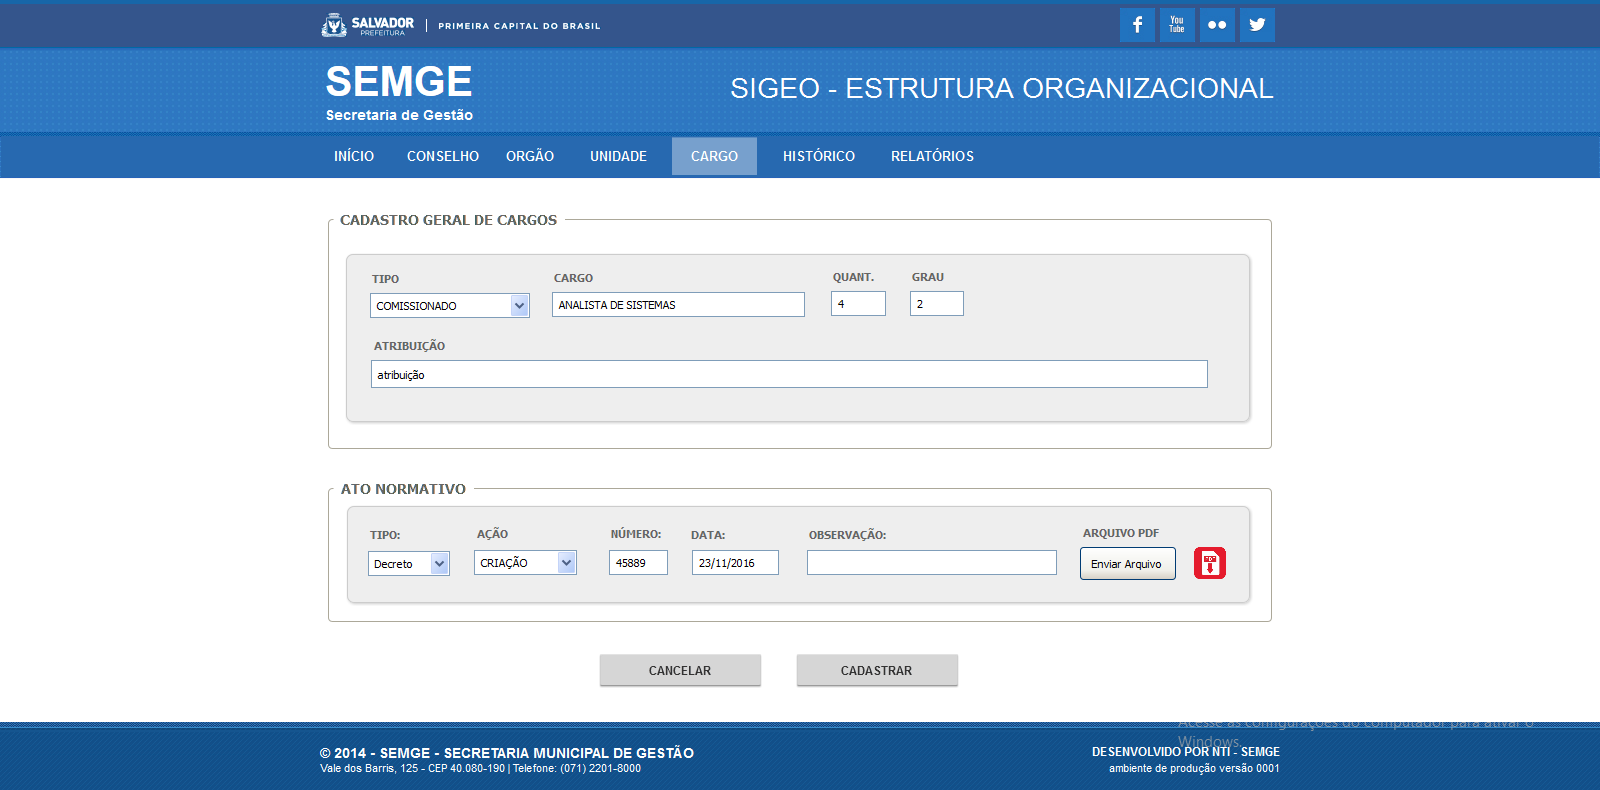 SALVADOR
PREFEITURA
PRIMEIRA CAPITAL DO BRASIL
You
Tube
SEMGE
Secretaria de Gestão
SIGEO - ESTRUTURA ORGANIZACIONAL
INÍCIO CONSELHO ORGÃO UNIDADE CARGO HISTÓRICO RELATÓRIOS
CADASTRO GERAL DE CARGOS
TIPO CARGO QUANT. GRAU
COMISSIONADO ANALISTA DE SISTEMAS 4 2
ATRIBUIÇÃO
atribuição
ATO NORMATIVO
TIPO: AÇÃO NÚMERO: DATA: OBSERVAÇÃO: ARQUIVO PDF
Decreto CRIAÇÃO 45889 23/11/2016 Enviar Arquivo
CANCELAR CADASTRAR
Acesse as configurações do computador para ativar o
Windows.
© 2014 - SEMGE - SECRETARIA MUNICIPAL DE GESTÃO
Vale dos Barris, 125 - CEP 40.080-190 | Telefone: (071) 2201-8000
DESENVOLVIDO POR NTI - SEMGE
ambiente de produção versão 0001